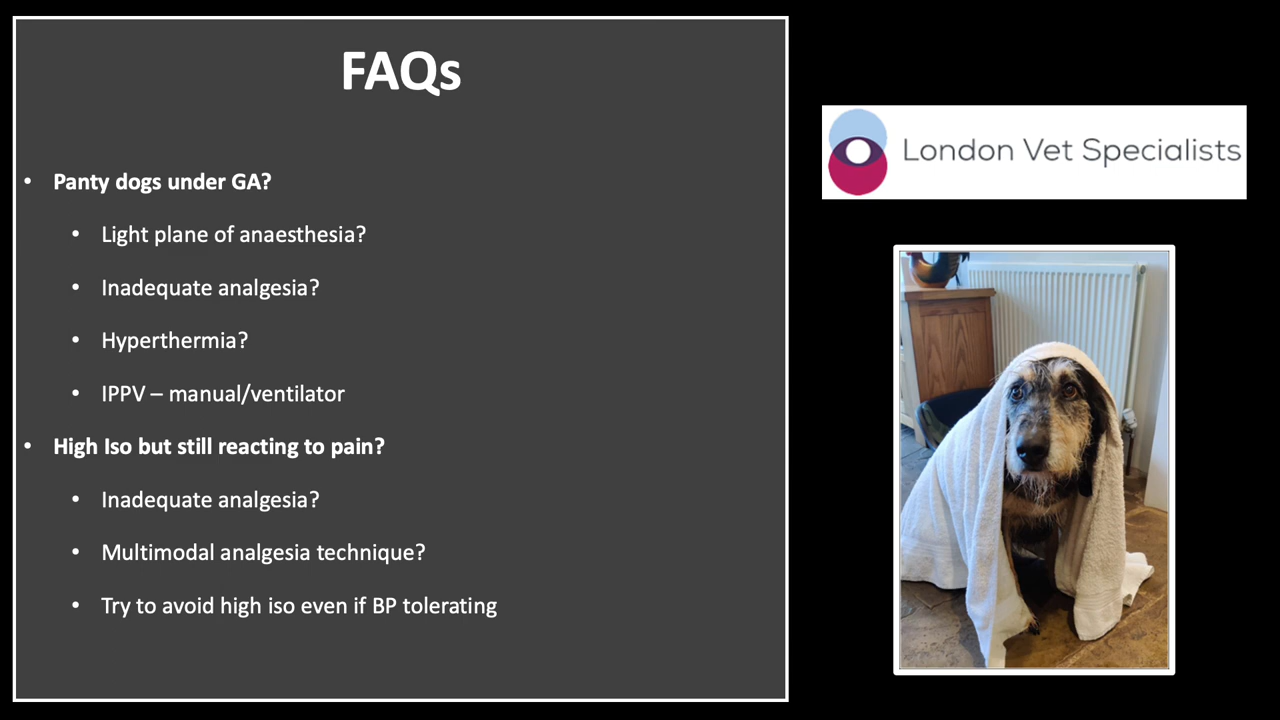 FAQs
• Panty dogs under GA?
• Light plane of anaesthesia?
• Inadequate analgesia?
• Hyperthermia?
• IPPV – manual/ventilator
• High Iso but still reacting to pain?
• Inadequate analgesia?
• Multimodal analgesia technique?
• Try to avoid high iso even if BP tolerating
London Vet Specialists